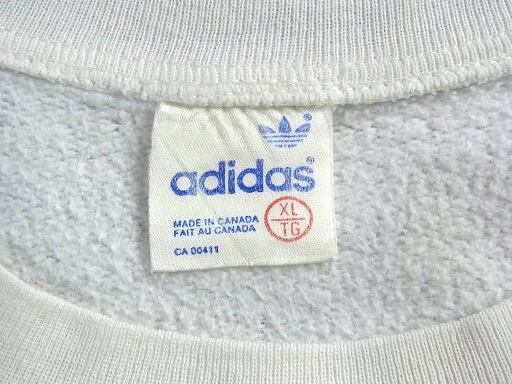 adidas®
MADE IN CANADA
FAIT AU CANADA
XL
TG
CA 00411